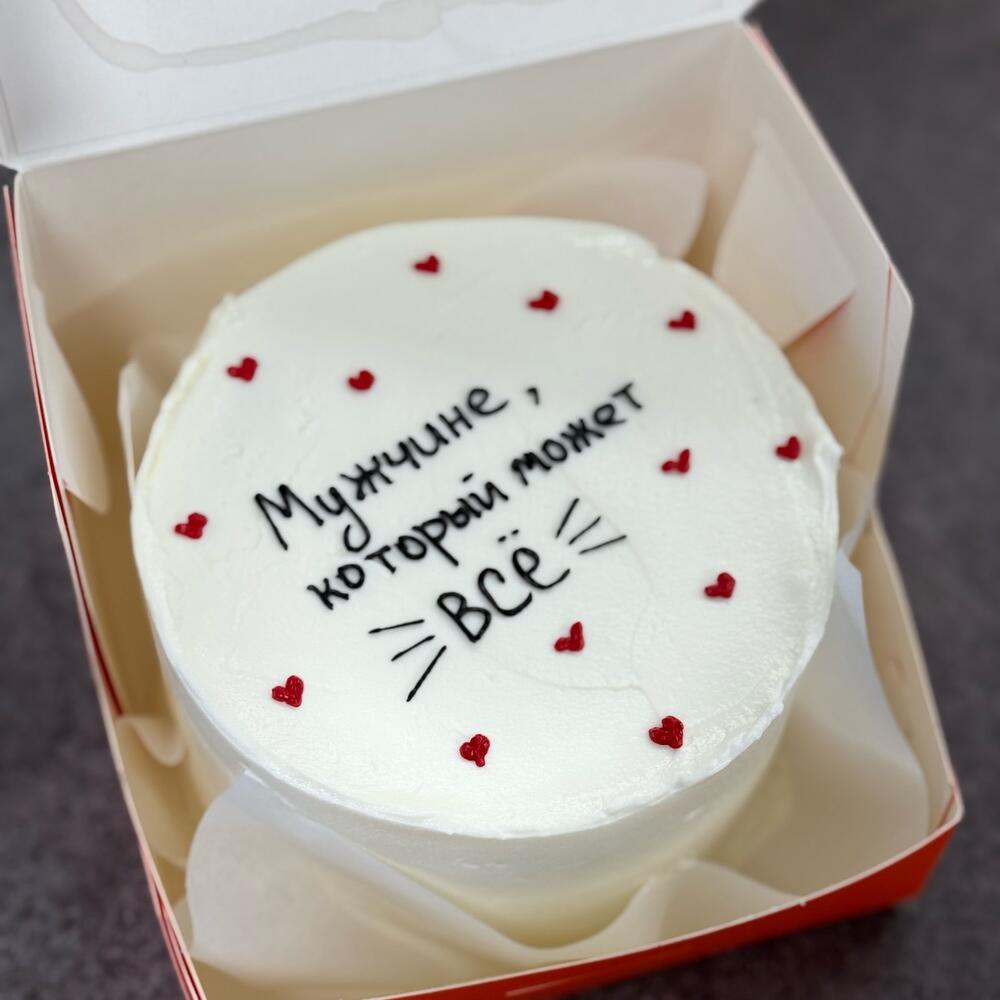 Мужчине,
который может
всё